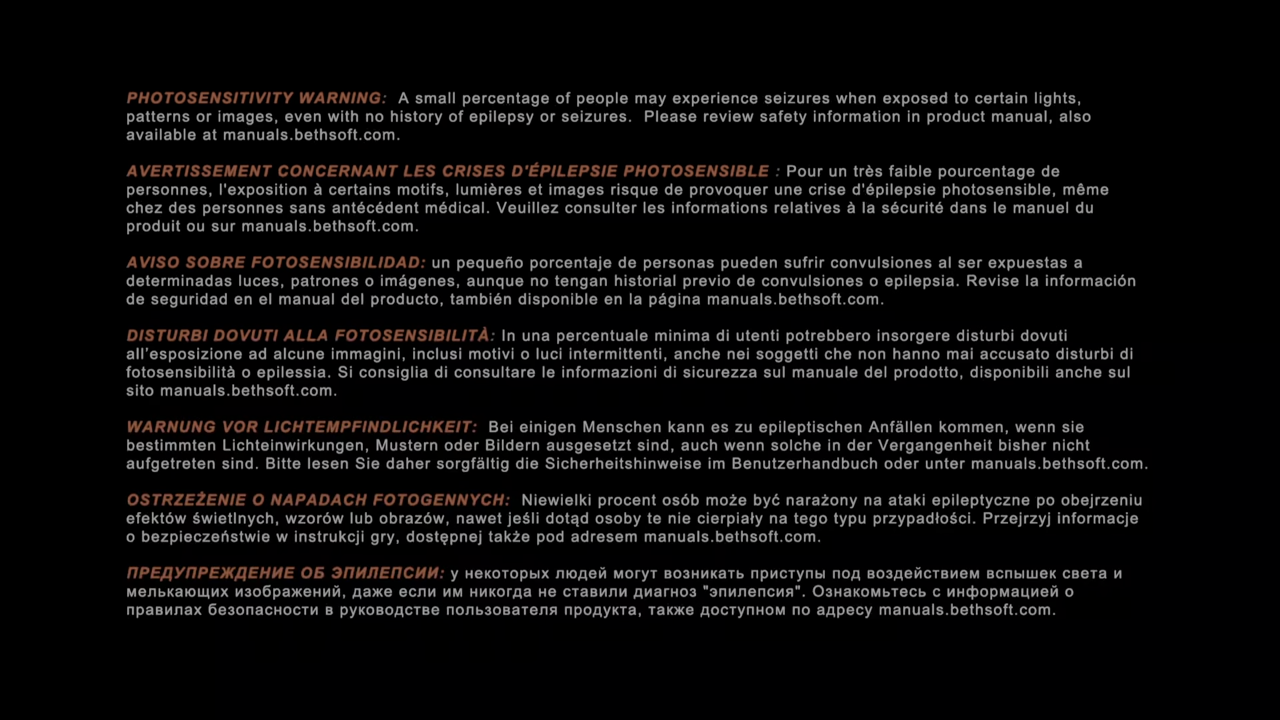 PHOTOSENSITIVITY WARNING:  A small percentage of people may experience seizures when exposed to certain lights,
patterns or images, even with no history of epilepsy or seizures.  Please review safety information in product manual, also
available at manuals.bethsoft.com.
AVERTISSEMENT CONCERNANT LES CRISES D'ÉPILEPSIE PHOTOSENSIBLE : Pour un très faible pourcentage de
personnes, l'exposition à certains motifs, lumières et images risque de provoquer une crise d'épilepsie photosensible, même
chez des personnes sans antécédent médical. Veuillez consulter les informations relatives à la sécurité dans le manuel du
produit ou sur manuals.bethsoft.com.
AVISO SOBRE FOTOSENSIBILIDAD: un pequeño porcentaje de personas pueden sufrir convulsiones al ser expuestas a
determinadas luces, patrones o imágenes, aunque no tengan historial previo de convulsiones o epilepsia. Revise la información
de seguridad en el manual del producto, también disponible en la página manuals.bethsoft.com.
DISTURBI DOVUTI ALLA FOTOSENSIBILITÀ: In una percentuale minima di utenti potrebbero insorgere disturbi dovuti
all'esposizione ad alcune immagini, inclusi motivi o luci intermittenti, anche nei soggetti che non hanno mai accusato disturbi di
fotosensibilità o epilessia. Si consiglia di consultare le informazioni di sicurezza sul manuale del prodotto, disponibili anche sul
sito manuals.bethsoft.com.
WARNUNG VOR LICHTEMPFINDLICHKEIT:  Bei einigen Menschen kann es zu epileptischen Anfällen kommen, wenn sie
bestimmten Lichteinwirkungen, Mustern oder Bildern ausgesetzt sind, auch wenn solche in der Vergangenheit bisher nicht
aufgetreten sind. Bitte lesen Sie daher sorgfältig die Sicherheitshinweise im Benutzerhandbuch oder unter manuals.bethsoft.com.
OSTRZEŻENIE O NAPADACH FOTOGENNYCH:  Niewielki procent osób może być narażony na ataki epileptyczne po obejrzeniu
efektów świetlnych, wzorów lub obrazów, nawet jeśli dotąd osoby te nie cierpiały na tego typu przypadłości. Przejrzyj informacje
o bezpieczeństwie w instrukcji gry, dostępnej także pod adresem manuals.bethsoft.com.
ПРЕДУПРЕЖДЕНИЕ ОБ ЭПИЛЕПСИИ: у некоторых людей могут возникать приступы под воздействием вспышек света и
мелькающих изображений, даже если им никогда не ставили диагноз "эпилепсия". Ознакомьтесь с информацией о
правилах безопасности в руководстве пользователя продукта, также доступном по адресу manuals.bethsoft.com.